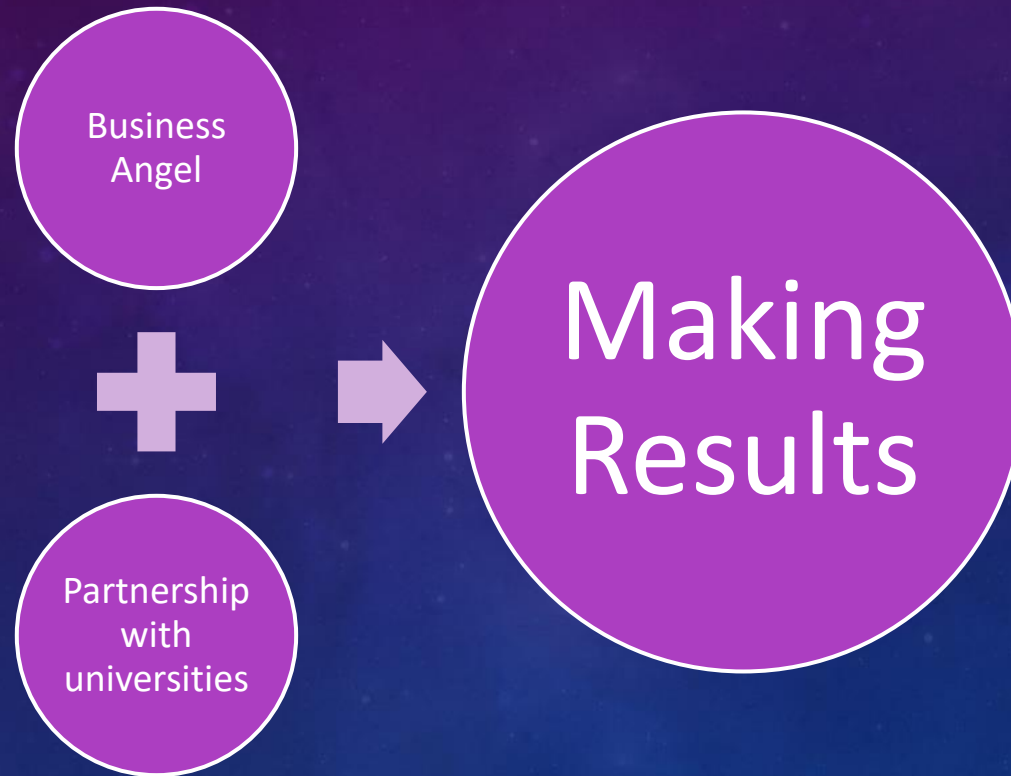 Business
Angel
Partnership
with
universities
Making
Results